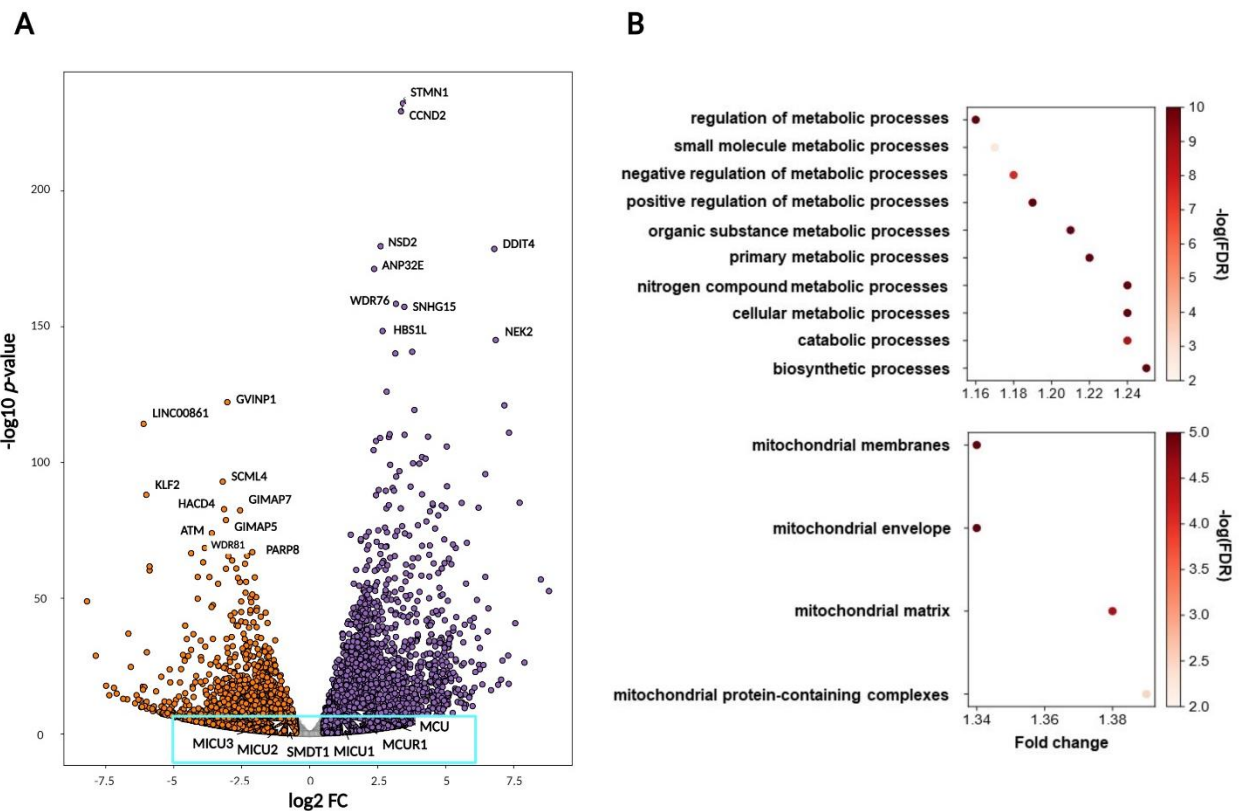 A
B
STMN1
CCND2
NSD2
DDIT4
ANP32E
WDR76
SNHG15
HBS1L
NEK2
GVINP1
LINC00861
SCML4
KLF2
HACD4
GIMAP7
GIMAP5
ATM
WDR81
PARP8
MCU
MICU3
MICU2
SMDT1
MICU1
MCUR1
200
150
100
50
0
-log10 p-value
-7.5
-5
-2.5
0
2.5
5
7.5
log2 FC
regulation of metabolic processes
small molecule metabolic processes
negative regulation of metabolic processes
positive regulation of metabolic processes
organic substance metabolic processes
primary metabolic processes
nitrogen compound metabolic processes
cellular metabolic processes
catabolic processes
biosynthetic processes
1.16 1.18 1.20 1.22 1.24
10
9
8
7
6
5
4
3
2
-log(FDR)
mitochondrial membranes
mitochondrial envelope
mitochondrial matrix
mitochondrial protein-containing complexes
1.34 1.36 1.38
Fold change
5.0
4.5
4.0
3.5
3.0
2.5
2.0
-log(FDR)